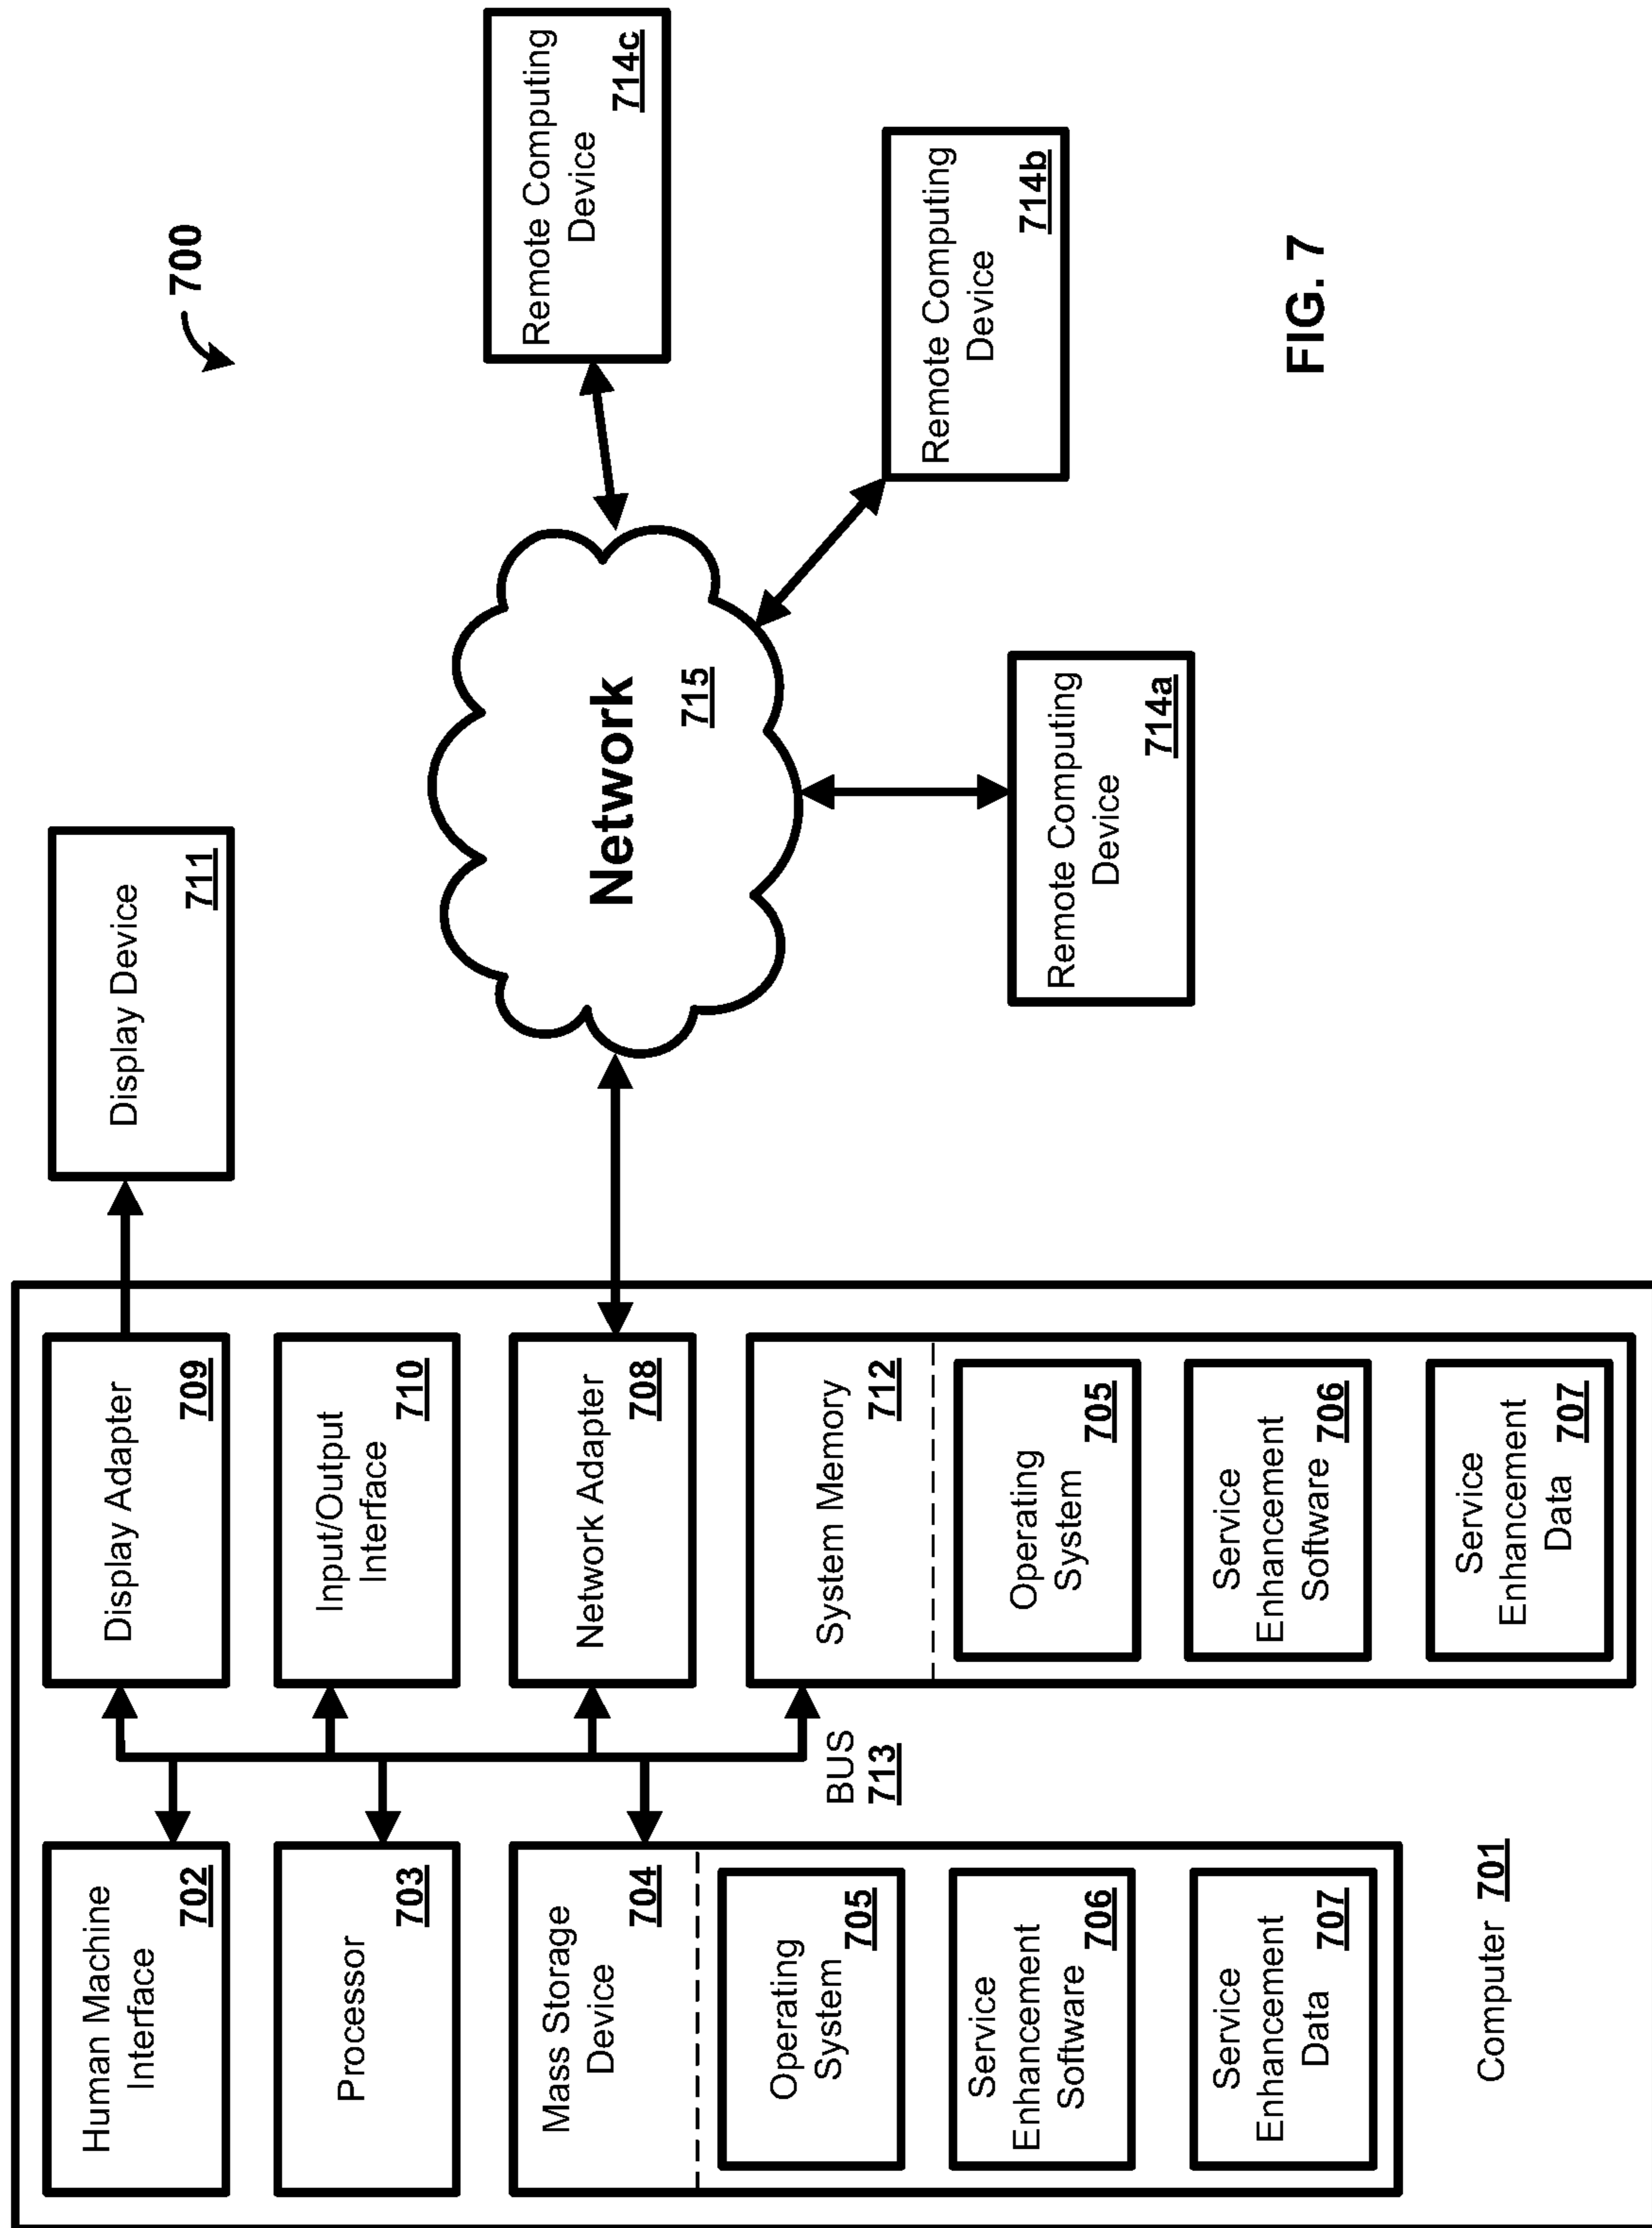 700
Human Machine
Interface
702
Processor
703
Mass Storage
Device
704
Operating
System
705
Service
Enhancement
Software
706
Service
Enhancement
Data
707
Computer 701
BUS
713
Display Adapter
709
Input/Output
Interface
710
Network Adapter
708
System Memory
712
Operating
System
705
Service
Enhancement
Software
706
Service
Enhancement
Data
707
Display Device
711
Network
715
Remote Computing
Device
714a
Remote Computing
Device
714b
Remote Computing
Device
714c
FIG. 7